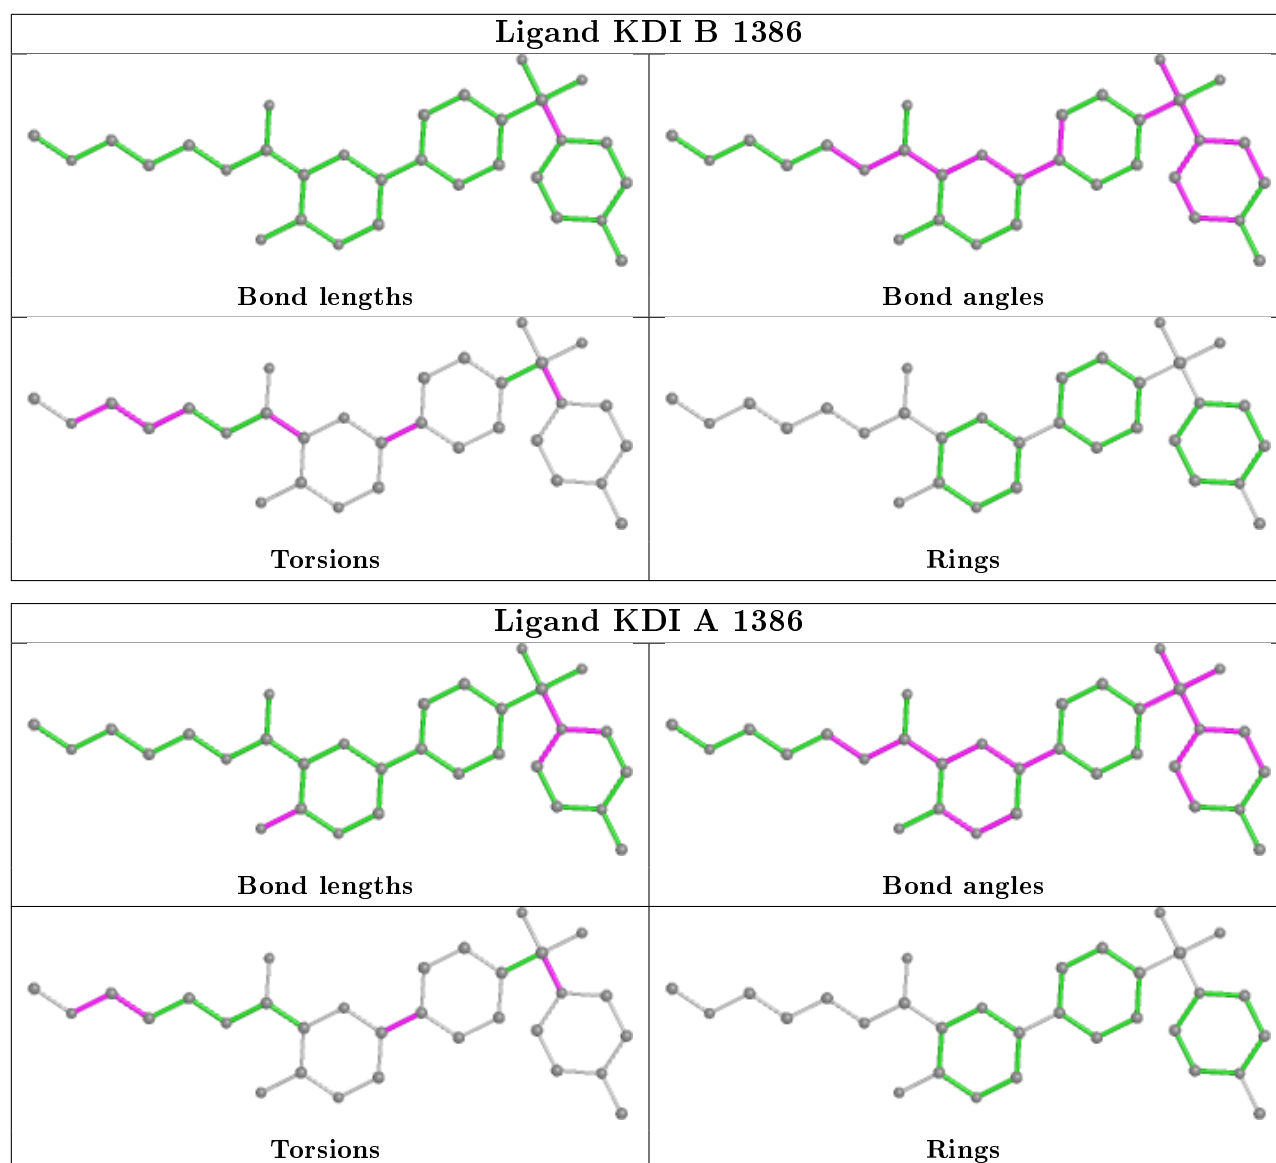 Ligand KDI B 1386
Bond lengths
Bond angles
Torsions
Rings
Ligand KDI A 1386
Bond lengths
Bond angles
Torsions
Rings